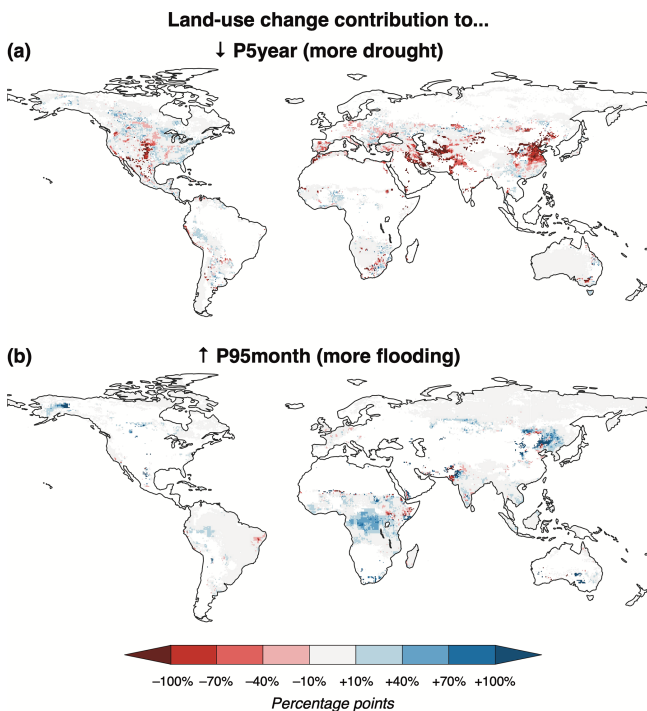 Land-use change contribution to...
(a)
↓ P5year (more drought)
(b)
↑ P95month (more flooding)
−100% −70% −40% −10% +10% +40% +70% +100%
Percentage points